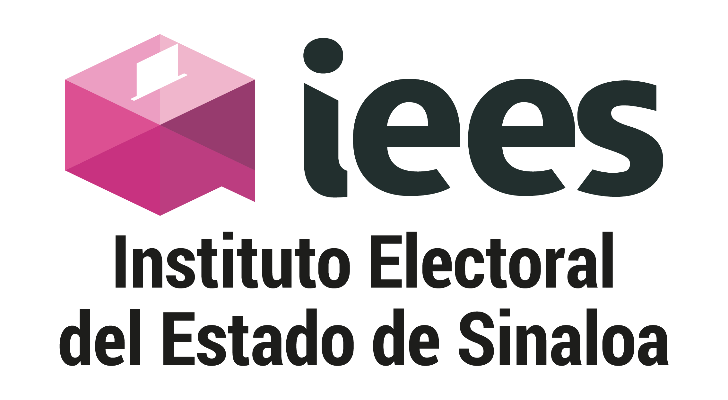 iees
Instituto Electoral
del Estado de Sinaloa